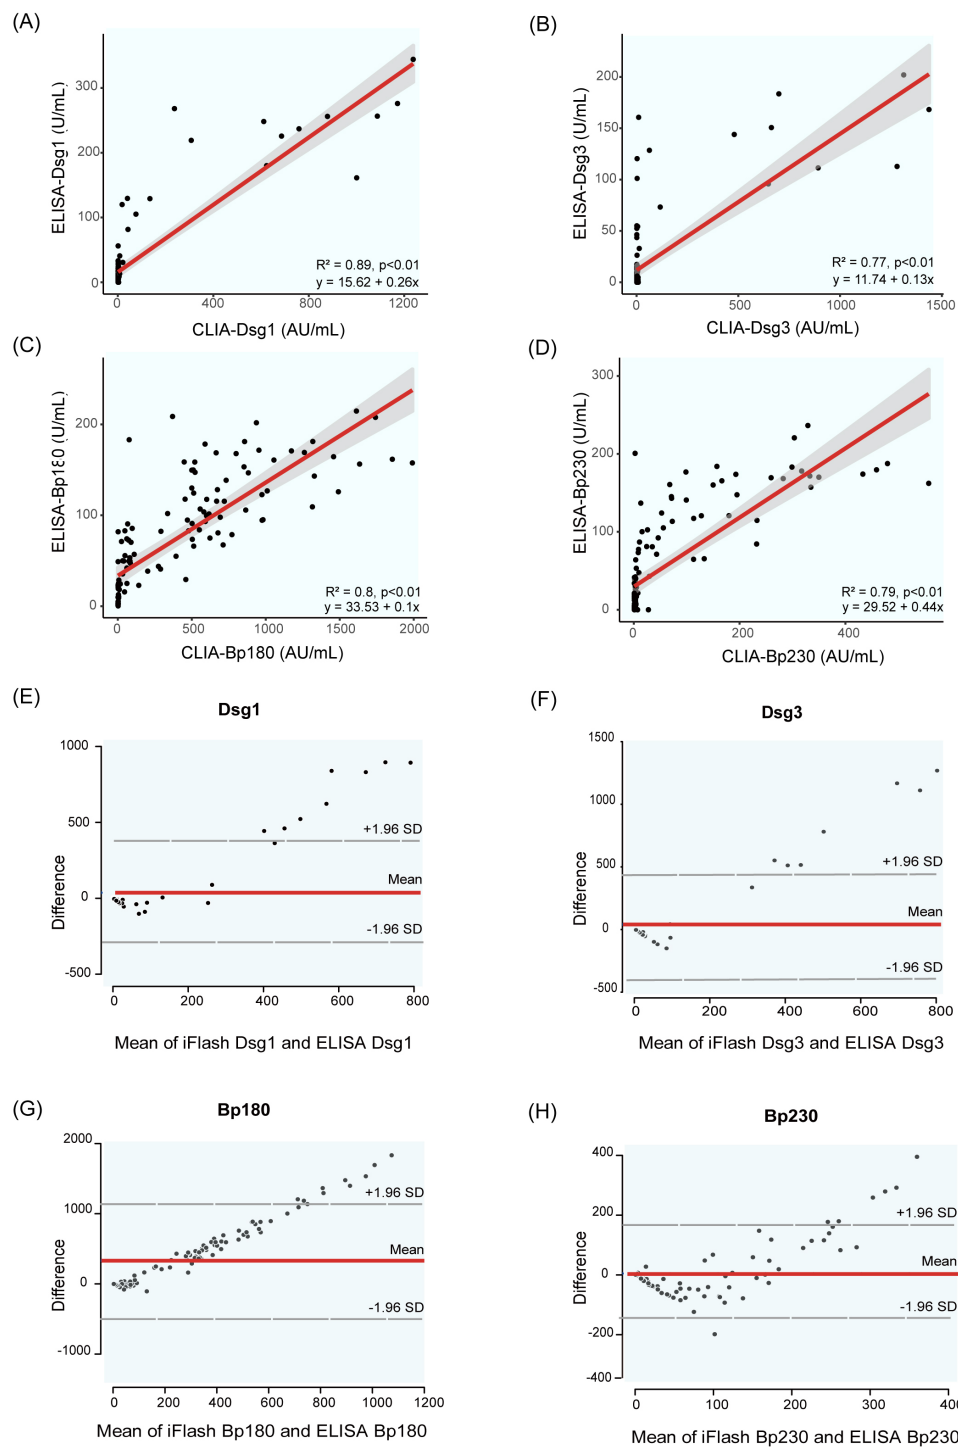 (A)
ELISA-Dsg1 (U/mL)
300
200
100
0
R² = 0.89, p<0.01
y = 15.62 + 0.26x
0 400 800 1200
CLIA-Dsg1 (AU/mL)
(B)
ELISA-Dsg3 (U/mL)
200
150
100
50
0
R² = 0.77, p<0.01
y = 11.74 + 0.13x
0 500 1000 1500
CLIA-Dsg3 (AU/mL)
(C)
ELISA-Bp180 (U/mL)
200
100
0
R² = 0.8, p<0.01
y = 33.53 + 0.1x
0 500 1000 1500 2000
CLIA-Bp180 (AU/mL)
(D)
ELISA-Bp230 (U/mL)
300
200
100
0
R² = 0.79, p<0.01
y = 29.52 + 0.44x
0 200 400
CLIA-Bp230 (AU/mL)
(E)
Dsg1
Difference
1000
500
0
-500
+1.96 SD
Mean
-1.96 SD
0 200 400 600 800
Mean of iFlash Dsg1 and ELISA Dsg1
(F)
Dsg3
Difference
1500
1000
500
0
-500
+1.96 SD
Mean
-1.96 SD
0 200 400 600 800
Mean of iFlash Dsg3 and ELISA Dsg3
(G)
Bp180
Difference
2000
1000
0
-1000
+1.96 SD
Mean
-1.96 SD
0 200 400 600 800 1000 1200
Mean of iFlash Bp180 and ELISA Bp180
(H)
Bp230
Difference
400
200
0
-200
-400
+1.96 SD
Mean
-1.96 SD
0 100 200 300 400
Mean of iFlash Bp230 and ELISA Bp230